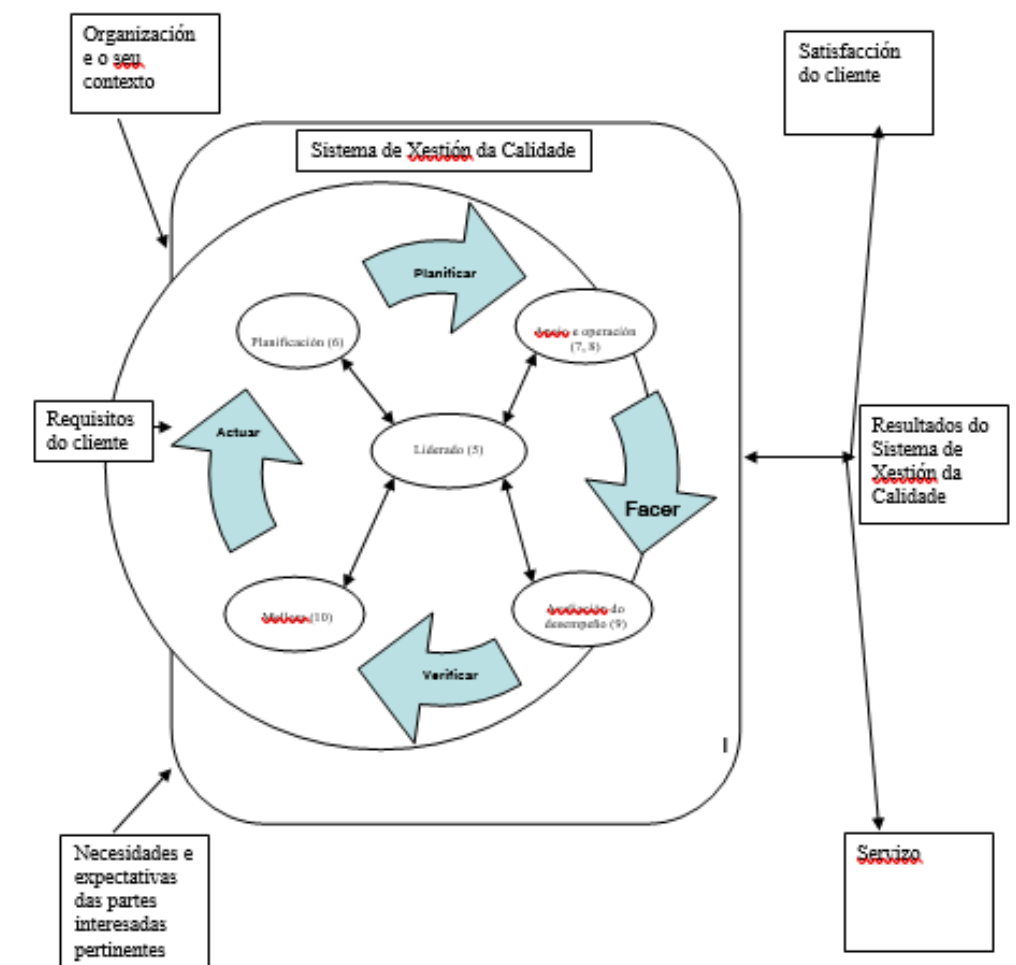 Organización
e o seu
contexto
Satisfacción
do cliente
Sistema de Xestión da Calidade
Planificar
Planificación (6)
Apoio e operación
(7, 8)
Requisitos
do cliente
Actuar
Liderado (5)
Resultados do
Sistema de
Xestión da
Calidade
Facer
Mellora (10)
Avaliación do
desempeño (9)
Verificar
Necesidades e
expectativas
das partes
interesadas
pertinentes
Servizo